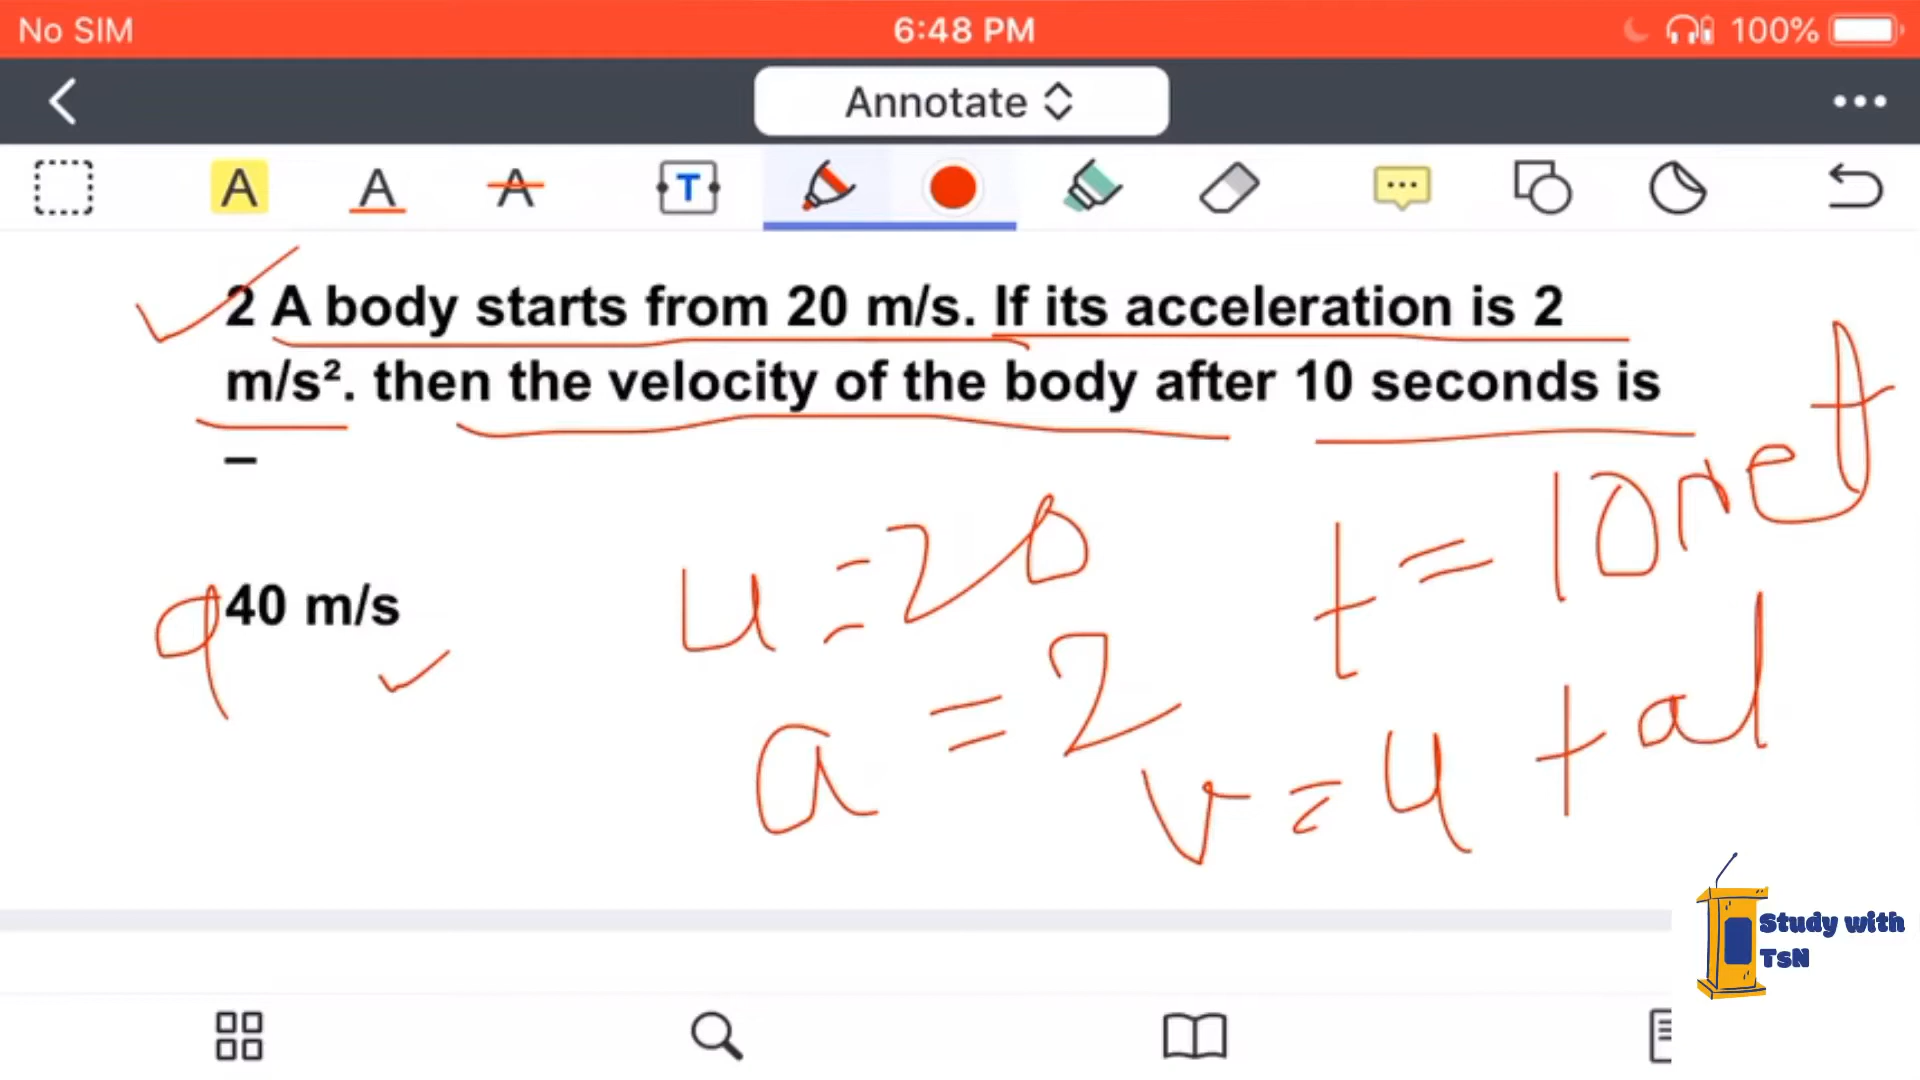 No SIM
6:48 PM
100%
Annotate
A A A T
2 A body starts from 20 m/s. If its acceleration is 2
m/s². then the velocity of the body after 10 seconds is
–
40 m/s
u = 20
t = 10
a = 2
v = u + at
Study with
TsN